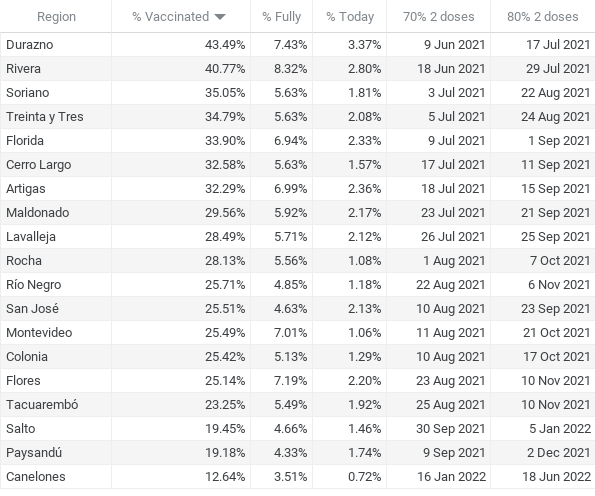 Region % Vaccinated % Fully % Today 70% 2 doses 80% 2 doses
Durazno 43.49% 7.43% 3.37% 9 Jun 2021 17 Jul 2021
Rivera 40.77% 8.32% 2.80% 18 Jun 2021 29 Jul 2021
Soriano 35.05% 5.63% 1.81% 3 Jul 2021 22 Aug 2021
Treinta y Tres 34.79% 5.63% 2.08% 5 Jul 2021 24 Aug 2021
Florida 33.90% 6.94% 2.33% 9 Jul 2021 1 Sep 2021
Cerro Largo 32.58% 5.63% 1.57% 17 Jul 2021 11 Sep 2021
Artigas 32.29% 6.99% 2.36% 18 Jul 2021 15 Sep 2021
Maldonado 29.56% 5.92% 2.17% 23 Jul 2021 21 Sep 2021
Lavalleja 28.49% 5.71% 2.12% 26 Jul 2021 25 Sep 2021
Rocha 28.13% 5.56% 1.08% 1 Aug 2021 7 Oct 2021
Río Negro 25.71% 4.85% 1.18% 22 Aug 2021 6 Nov 2021
San José 25.51% 4.63% 2.13% 10 Aug 2021 23 Sep 2021
Montevideo 25.49% 7.01% 1.06% 11 Aug 2021 21 Oct 2021
Colonia 25.42% 5.13% 1.29% 10 Aug 2021 17 Oct 2021
Flores 25.14% 7.19% 2.20% 23 Aug 2021 10 Nov 2021
Tacuarembó 23.25% 5.49% 1.92% 25 Aug 2021 10 Nov 2021
Salto 19.45% 4.66% 1.46% 30 Sep 2021 5 Jan 2022
Paysandú 19.18% 4.33% 1.74% 9 Sep 2021 2 Dec 2021
Canelones 12.64% 3.51% 0.72% 16 Jan 2022 18 Jun 2022